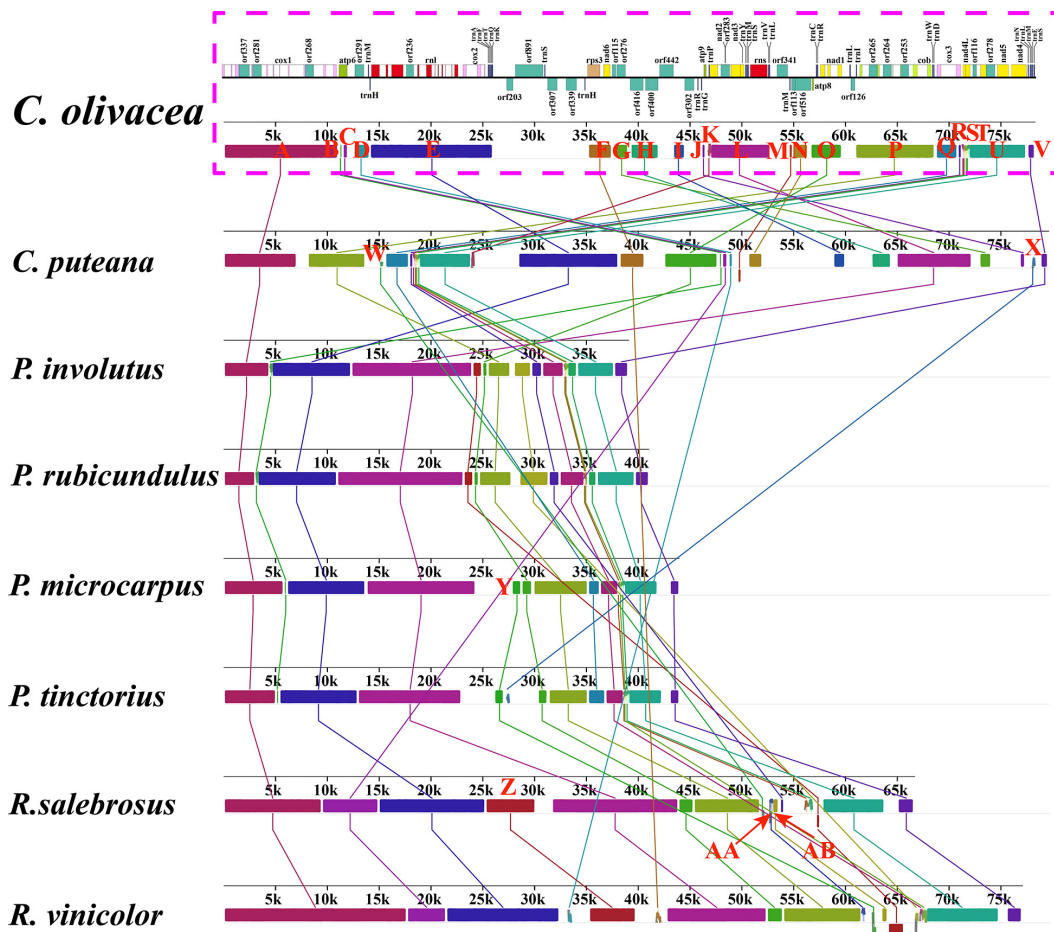 orf337 orf281 cox1 orf268 atp6 orf291 trnM rnl orf236 cox2 orf891 trnS rps3 nad6 orf115 orf276 orf442 atp9 trnP nad2 orf283 nad3 rns trnV trnL orf341 trnC trnR nad1 trnL trnI orf265 orf264 orf253 cob trnW trnD cox3 nad4L orf116 orf278 nad5 nad4
trnH orf203 orf307 orf339 trnH orf416 orf400 orf302 trnR trnG trnM orf113 orf516 atp8 orf126
C. olivacea
5k 10k 15k 20k 25k 30k 35k 40k 45k 50k 55k 60k 65k 70k 75k
A B C D E F G H I J K L M N O P Q R S T U V
C. puteana
5k 10k 15k 20k 25k 30k 35k 40k 45k 50k 55k 60k 65k 70k 75k
W X
P. involutus
5k 10k 15k 20k 25k 30k 35k
P. rubicundulus
5k 10k 15k 20k 25k 30k 35k 40k
P. microcarpus
5k 10k 15k 20k 25k 30k 35k 40k
Y
P. tinctorius
5k 10k 15k 20k 25k 30k 35k 40k
R.salebrosus
5k 10k 15k 20k 25k 30k 35k 40k 45k 50k 55k 60k 65k
Z
AA AB
R. vinicolor
5k 10k 15k 20k 25k 30k 35k 40k 45k 50k 55k 60k 65k 70k 75k